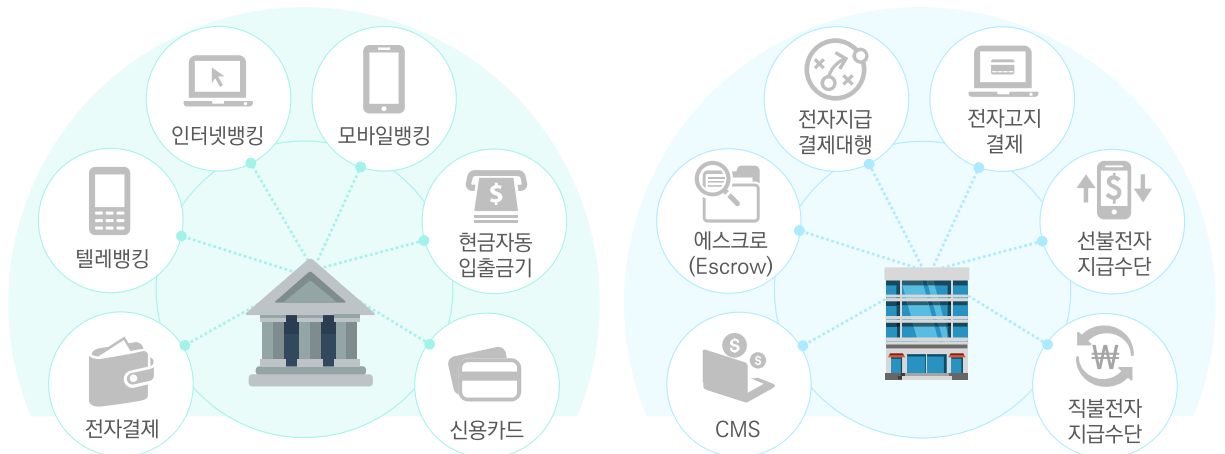 인터넷뱅킹
모바일뱅킹
텔레뱅킹
현금자동
입출금기
전자결제
신용카드
전자지급
결제대행
전자고지
결제
에스크로
(Escrow)
선불전자
지급수단
CMS
직불전자
지급수단